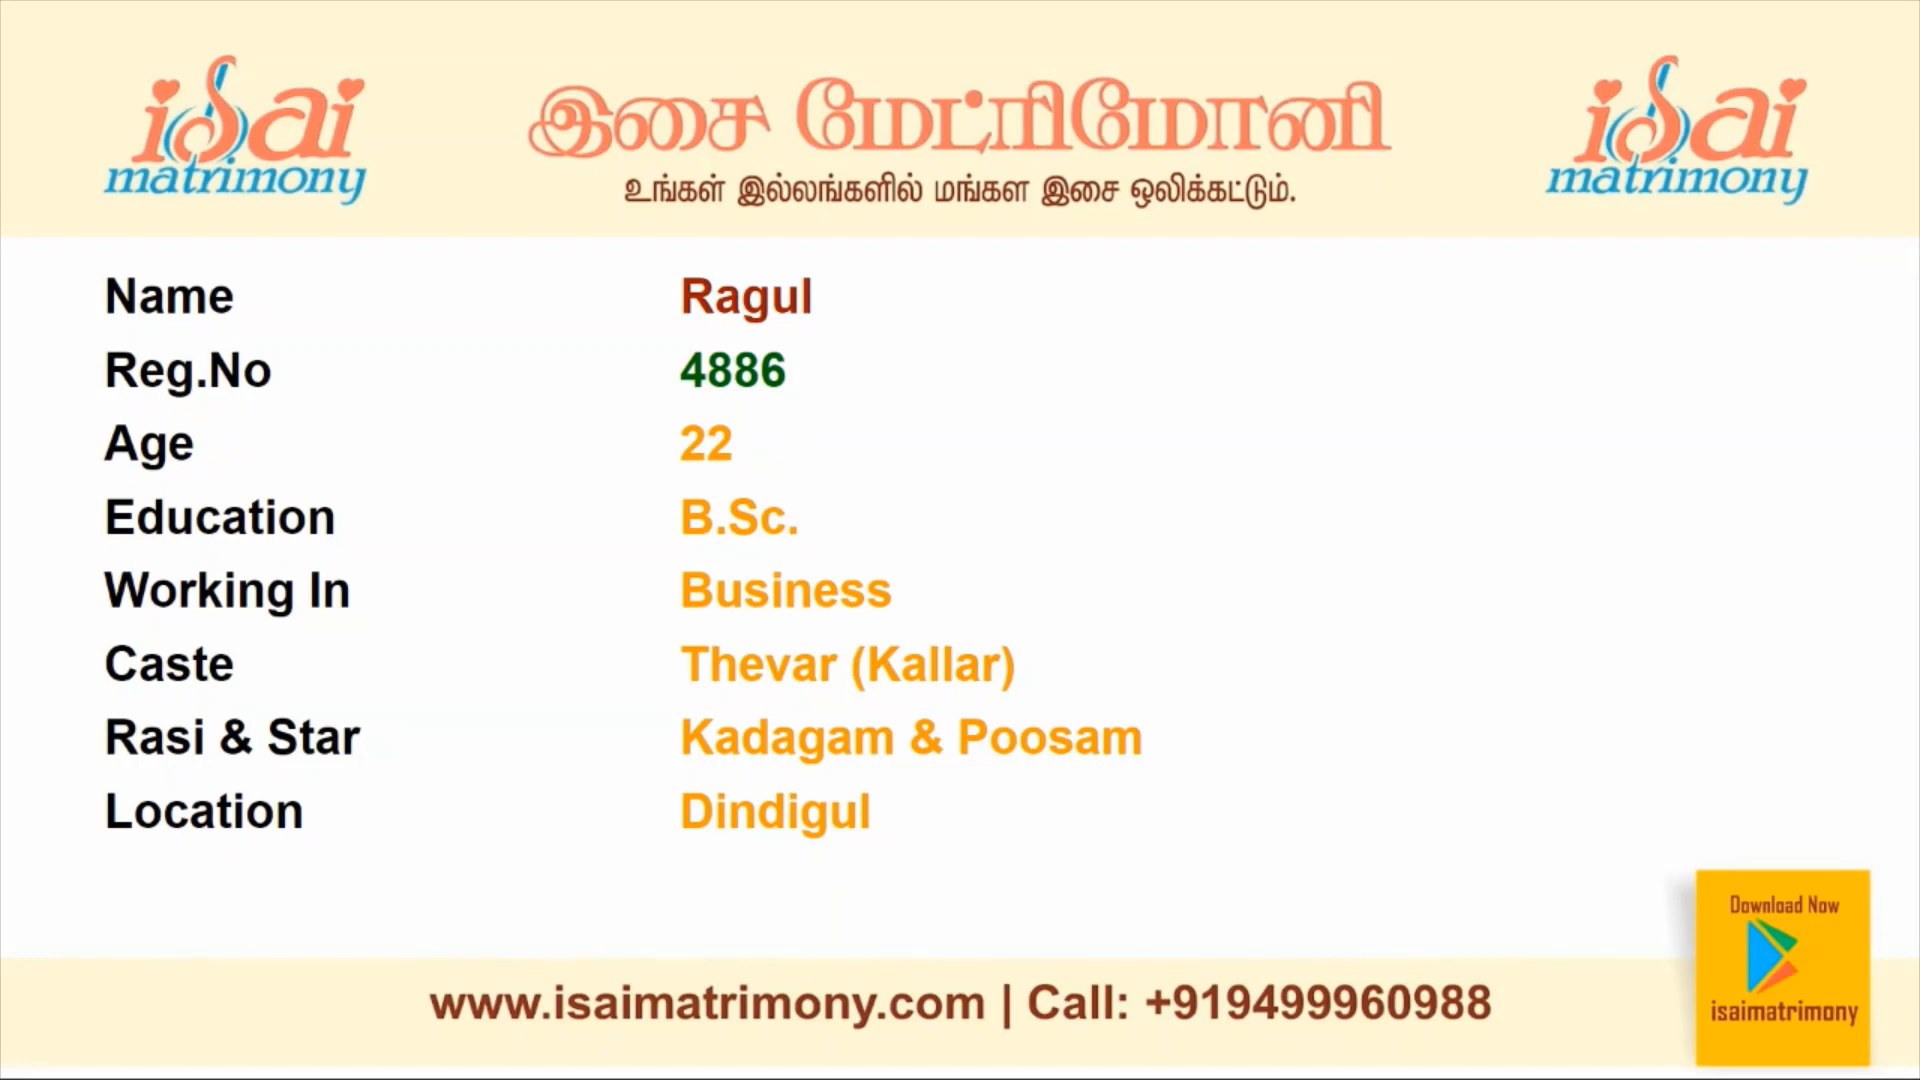 isai matrimony
இசை மேட்ரிமோனி
உங்கள் இல்லங்களில் மங்கள இசை ஒலிக்கட்டும்.
isai matrimony
Name Ragul
Reg.No 4886
Age 22
Education B.Sc.
Working In Business
Caste Thevar (Kallar)
Rasi & Star Kadagam & Poosam
Location Dindigul
Download Now
isaimatrimony
www.isaimatrimony.com | Call: +919499960988